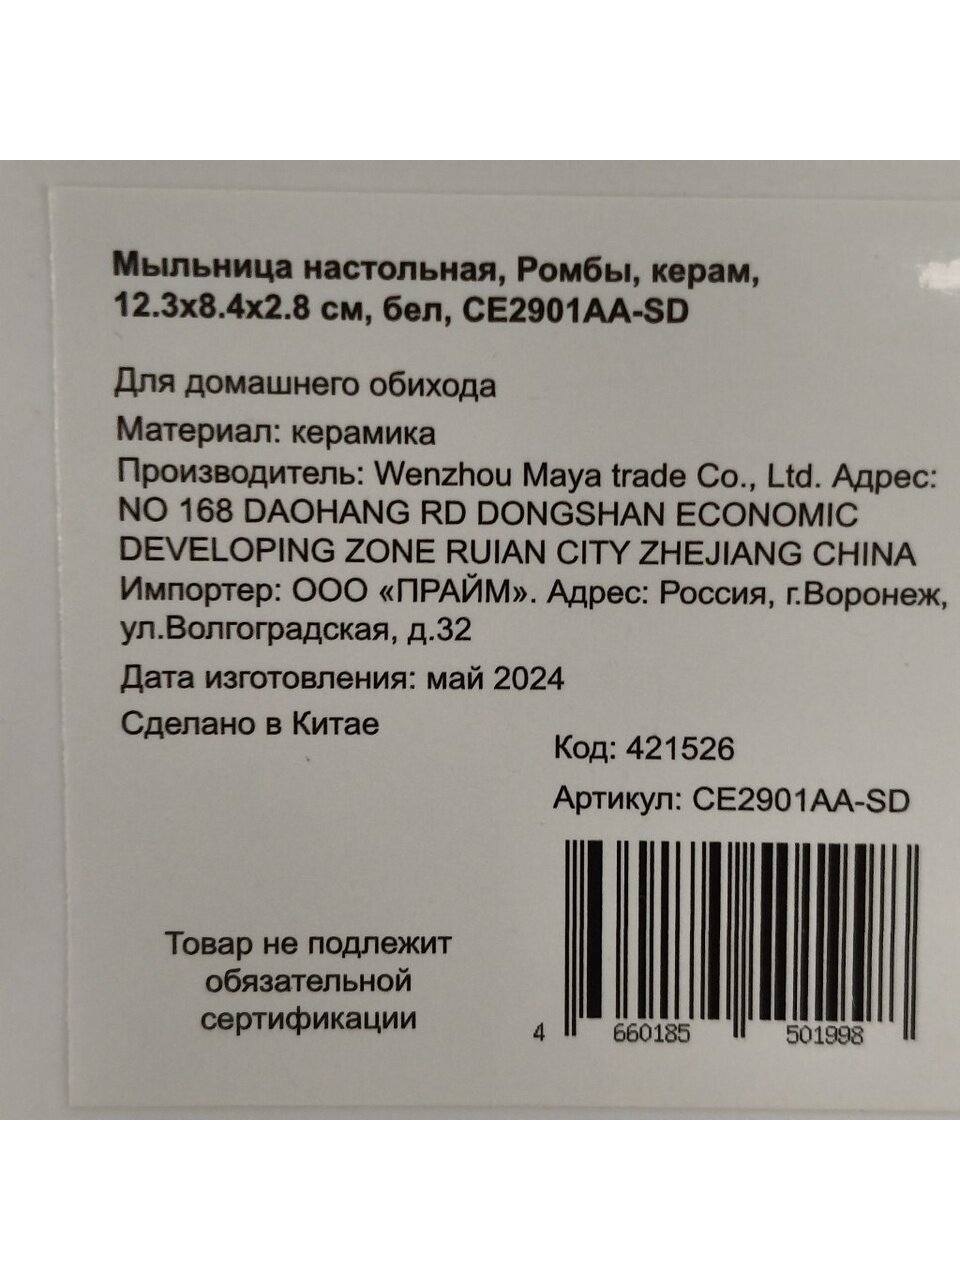 Мыльница настольная, Ромбы, керам,
12.3х8.4х2.8 см, бел, CE2901AA-SD
Для домашнего обихода
Материал: керамика
Производитель: Wenzhou Maya trade Co., Ltd. Адрес:
NO 168 DAOHANG RD DONGSHAN ECONOMIC
DEVELOPING ZONE RUIAN CITY ZHEJIANG CHINA
Импортер: ООО «ПРАЙМ». Адрес: Россия, г.Воронеж,
ул.Волгоградская, д.32
Дата изготовления: май 2024
Сделано в Китае
Код: 421526
Артикул: CE2901AA-SD
Товар не подлежит
обязательной
сертификации
4 660185 501998